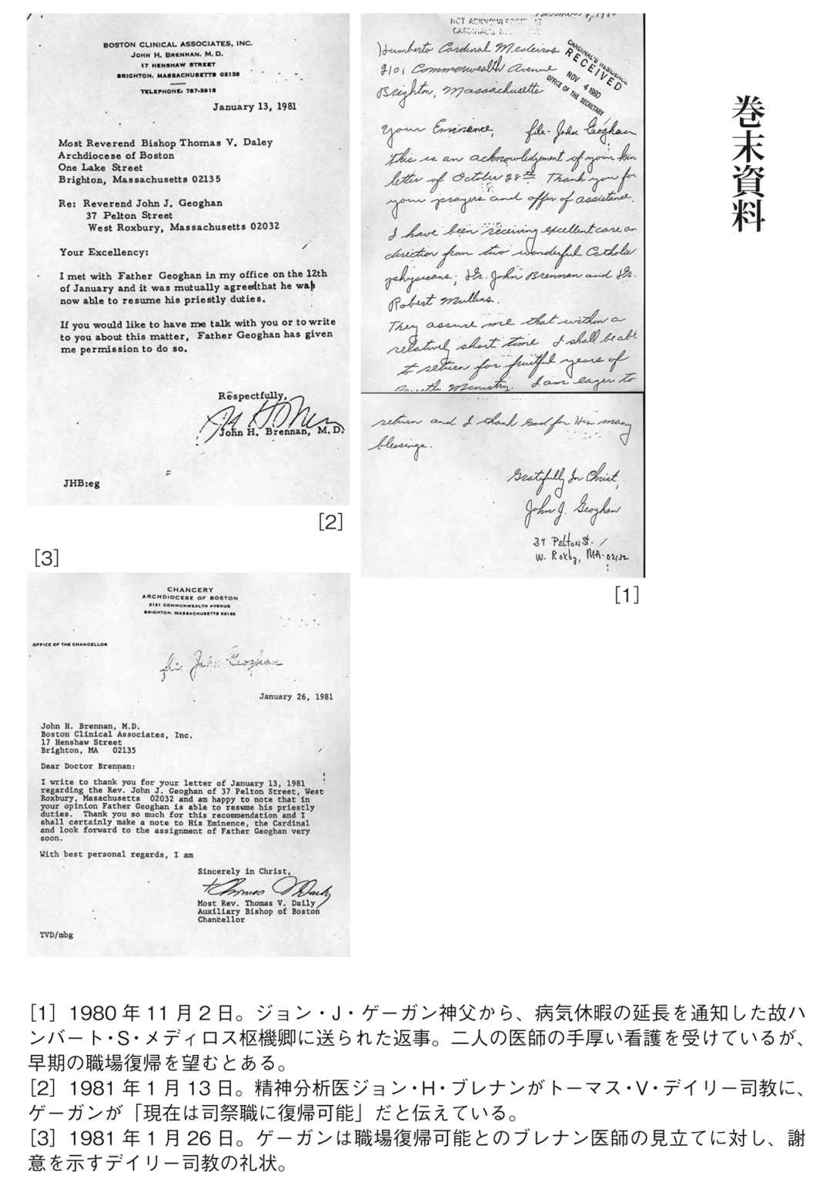 巻末資料
NOT ACKNOWLEDGED AT
CARDINAL'S RESIDENCE
Humberto Cardinal Medeiros
2101 Commonwealth Avenue
Brighton, Massachusetts
CARDINAL'S RESIDENCE
RECEIVED
NOV 4 1980
OFFICE OF THE SECRETARY
Your Eminence, file- John Geoghan
This is an acknowledgment of your kin
letter of October 28th Thank you for
your prayers and offer of assistance.
I have been receiving excellent care an
direction from two wonderful Catholic
physicians; Dr. John Brennan and Dr.
Robert Mullins.
They assure me that within a
relatively short time I shall be abl
to return for fruitful years of
Ministry. I am eager to
return and I thank God for His many
blessings.
Gratefully In Christ,
John J. Geoghan
37 Pelton St.
W. Roxby, MA. 02132
[1]
BOSTON CLINICAL ASSOCIATES, INC.
JOHN H. BRENNAN, M. D.
17 HENSHAW STREET
BRIGHTON, MASSACHUSETTS 02135
TELEPHONE: 787-3615
January 13, 1981
Most Reverend Bishop Thomas V. Daley
Archdiocese of Boston
One Lake Street
Brighton, Massachusetts 02135
Re: Reverend John J. Geoghan
37 Pelton Street
West Roxbury, Massachusetts 02032
Your Excellency:
I met with Father Geoghan in my office on the 12th
of January and it was mutually agreedthat he was
now able to resume his priestly duties.
If you would like to have me talk with you or to write
to you about this matter, Father Geoghan has given
me permission to do so.
Respectfully,
John H. Brennan, M.D.
JHB:eg
[2]
[3]
CHANCERY
ARCHDIOCESE OF BOSTON
2121 COMMONWEALTH AVENUE
BRIGHTON, MASSACHUSETTS 02135
OFFICE OF THE CHANCELLOR
file John Geoghan
January 26, 1981
John H. Brennan, M.D.
Boston Clinical Associates, Inc.
17 Henshaw Street
Brighton, MA 02135
Dear Doctor Brennan:
I write to thank you for your letter of January 13, 1981
regarding the Rev. John J. Geoghan of 37 Pelton Street, West
Roxbury, Masachusetts 02032 and am happy to note that in
your opinion Father Geoghan is able to resume his priestly
duties. Thank you so much for this recommendation and I
shall certainly make a note to His Eminence, the Cardinal
and look forward to the assignment of Father Geoghan very
soon.
With best personal regards, I am
Sincerely in Christ,
+Thomas V Daily
Most Rev. Thomas V. Daily
Auxiliary Bishop of Boston
Chancellor
TVD/mbg
[1] 1980年11月2日。ジョン・J・ゲーガン神父から、病気休暇の延長を通知した故ハ
ンバート・S・メディロス枢機卿に送られた返事。二人の医師の手厚い看護を受けているが、
早期の職場復帰を望むとある。
[2] 1981年1月13日。精神分析医ジョン・H・ブレナンがトーマス・V・デイリー司教に、
ゲーガンが「現在は司祭職に復帰可能」だと伝えている。
[3] 1981年1月26日。ゲーガンは職場復帰可能とのブレナン医師の見立てに対し、謝
意を示すデイリー司教の礼状。